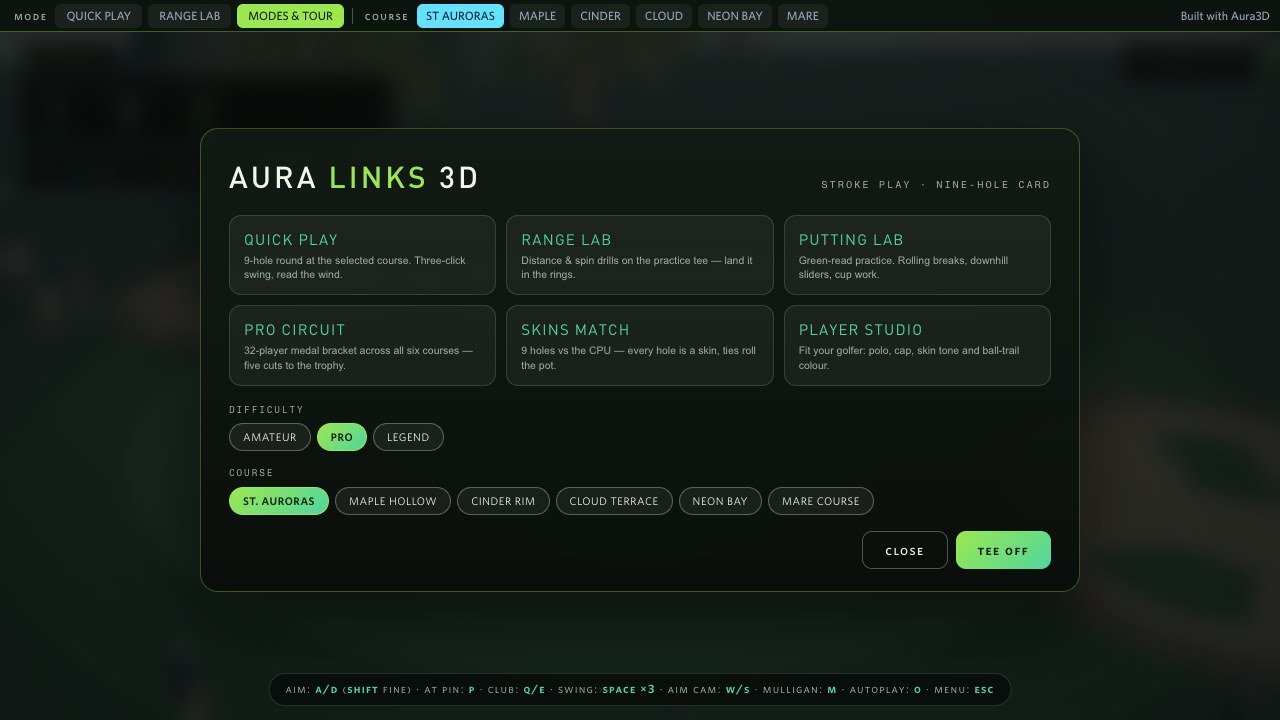 MODE QUICK PLAY RANGE LAB MODES & TOUR COURSE ST AURORAS MAPLE CINDER CLOUD NEON BAY MARE Built with Aura3D
AURA LINKS 3D
STROKE PLAY · NINE-HOLE CARD
QUICK PLAY
9-hole round at the selected course. Three-click
swing, read the wind.
RANGE LAB
Distance & spin drills on the practice tee — land it
in the rings.
PUTTING LAB
Green-read practice. Rolling breaks, downhill
sliders, cup work.
PRO CIRCUIT
32-player medal bracket across all six courses —
five cuts to the trophy.
SKINS MATCH
9 holes vs the CPU — every hole is a skin, ties roll
the pot.
PLAYER STUDIO
Fit your golfer: polo, cap, skin tone and ball-trail
colour.
DIFFICULTY
AMATEUR PRO LEGEND
COURSE
ST. AURORAS MAPLE HOLLOW CINDER RIM CLOUD TERRACE NEON BAY MARE COURSE
CLOSE TEE OFF
AIM: A/D (SHIFT FINE) · AT PIN: P · CLUB: Q/E · SWING: SPACE ×3 · AIM CAM: W/S · MULLIGAN: M · AUTOPLAY: O · MENU: ESC